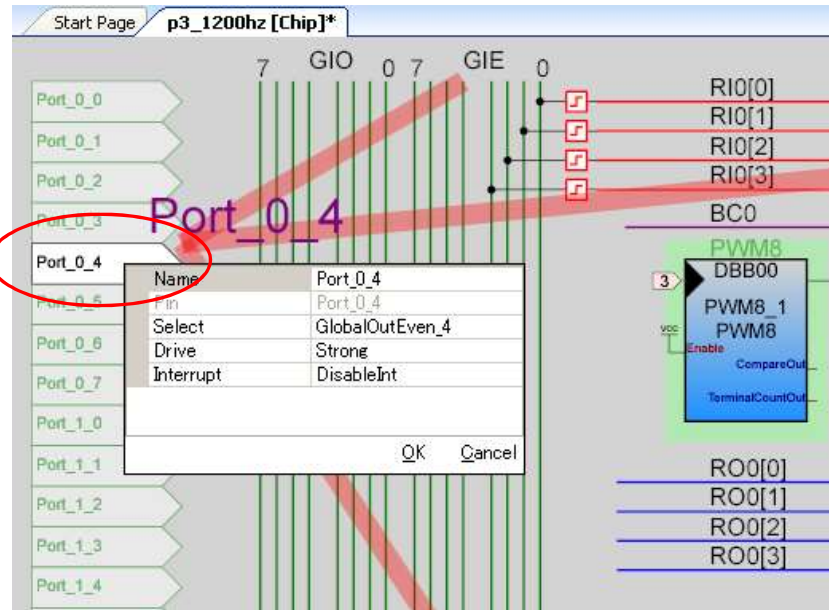 Start Page
p3_1200hz [Chip]*
7 GIO 0 7 GIE 0
Port_0_0
Port_0_1
Port_0_2
Port_0_3
Port_0_4
Port_0_5
Port_0_6
Port_0_7
Port_1_0
Port_1_1
Port_1_2
Port_1_3
Port_1_4
Port_0_4
Name Port_0_4
Pin Port_0_4
Select GlobalOutEven_4
Drive Strong
Interrupt DisableInt
OK Cancel
RI0[0]
RI0[1]
RI0[2]
RI0[3]
BC0
PWM8
DBB00
3
PWM8_1
PWM8
vcc
Enable
CompareOut
TerminalCountOut
RO0[0]
RO0[1]
RO0[2]
RO0[3]